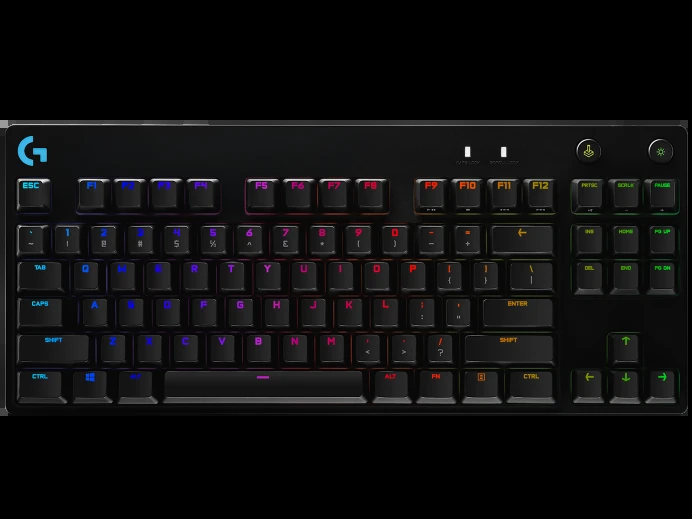 G
ESC F1 F2 F3 F4 F5 F6 F7 F8 F9 F10 F11 F12 PRTSC SCRLK PAUSE
` 1 2 3 4 5 6 7 8 9 0 - = ← INS HOME PG UP
~ ! @ # $ % ^ & * ( ) _ +
TAB Q W E R T Y U I O P [ ] \ DEL END PG DN
{ } |
CAPS A S D F G H J K L ; ' ENTER
: "
SHIFT Z X C V B N M , . / SHIFT ↑
< > ?
CTRL ALT FN CTRL ← ↓ →